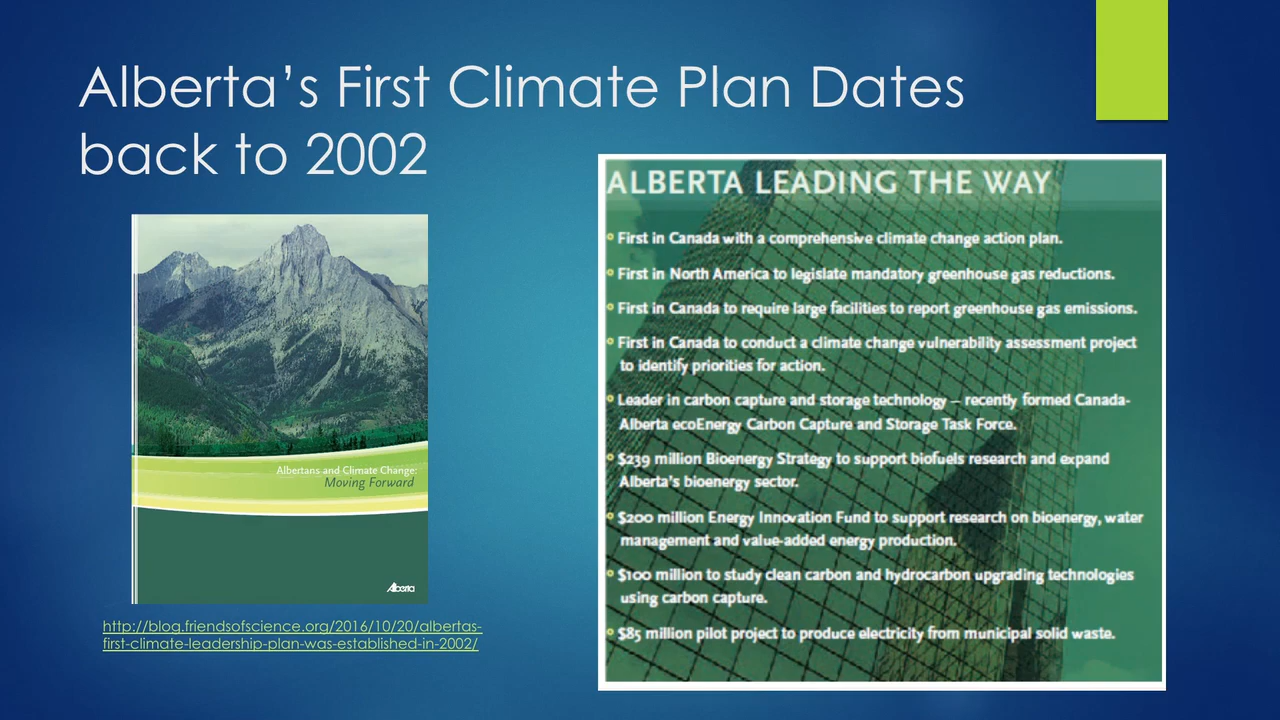 Alberta’s First Climate Plan Dates
back to 2002
Albertans and Climate Change:
Moving Forward
Alberta
http://blog.friendsofscience.org/2016/10/20/albertas-
first-climate-leadership-plan-was-established-in-2002/
ALBERTA LEADING THE WAY
First in Canada with a comprehensive climate change action plan.
First in North America to legislate mandatory greenhouse gas reductions.
First in Canada to require large facilities to report greenhouse gas emissions.
First in Canada to conduct a climate change vulnerability assessment project
to identify priorities for action.
Leader in carbon capture and storage technology – recently formed Canada-
Alberta ecoEnergy Carbon Capture and Storage Task Force.
$239 million Bioenergy Strategy to support biofuels research and expand
Alberta's bioenergy sector.
$200 million Energy Innovation Fund to support research on bioenergy, water
management and value-added energy production.
$100 million to study clean carbon and hydrocarbon upgrading technologies
using carbon capture.
$85 million pilot project to produce electricity from municipal solid waste.